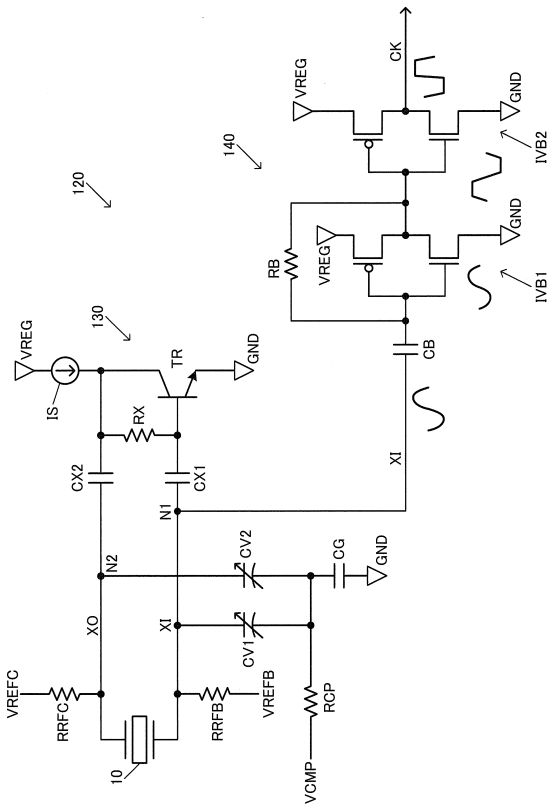 120
130
140
VREG
IS
TR
GND
RX
CX2
CX1
N2
N1
XO
XI
VREFC
RRFC
10
RRFB
VREFB
CV2
CV1
CG
GND
RCP
VCMP
XI
CB
RB
VREG
GND
IVB1
VREG
GND
IVB2
CK